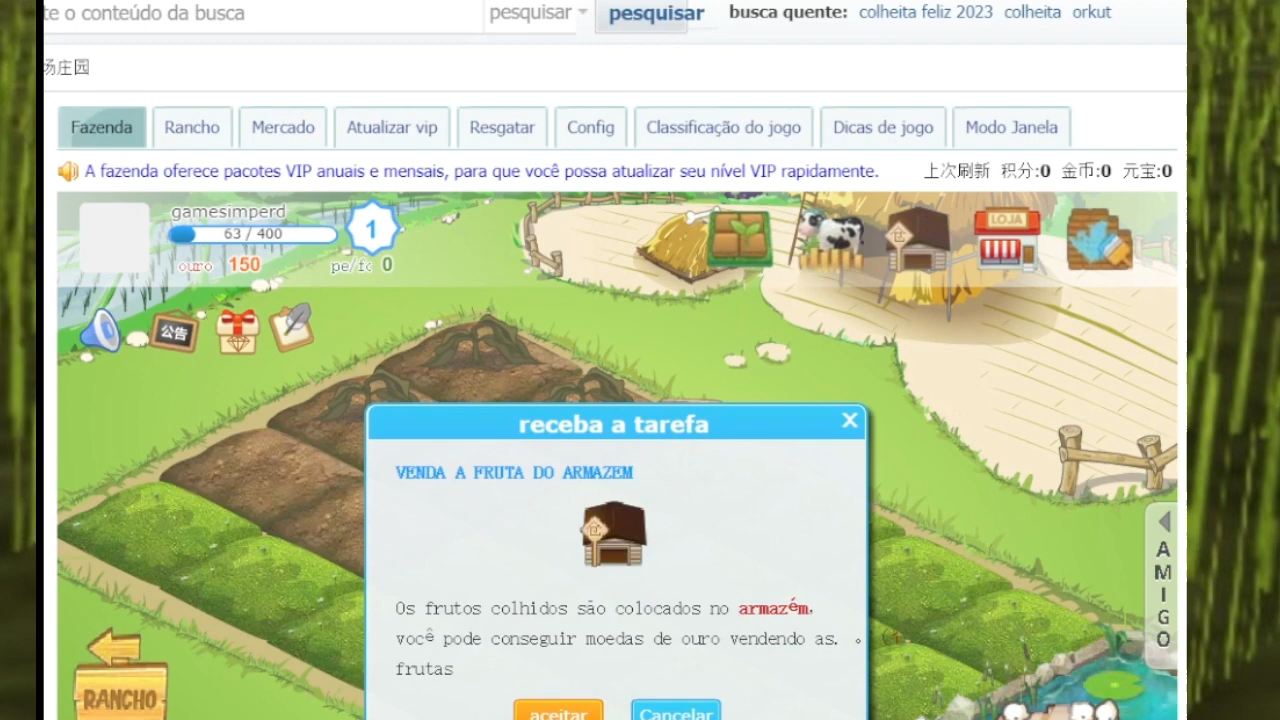 te o conteúdo da busca pesquisar pesquisar busca quente: colheita feliz 2023 colheita orkut
场庄园
Fazenda Rancho Mercado Atualizar vip Resgatar Config Classificação do jogo Dicas de jogo Modo Janela
A fazenda oferece pacotes VIP anuais e mensais, para que você possa atualizar seu nível VIP rapidamente. 上次刷新 积分:0 金币:0 元宝:0
gamesimperd
63 / 400
1
ouro 150
pe/fc 0
LOJA
公告
receba a tarefa X
VENDA A FRUTA DO ARMAZEM
Os frutos colhidos são colocados no armazém.
você pode conseguir moedas de ouro vendendo as. 。
frutas
aceitar Cancelar
AMIGO
RANCHO